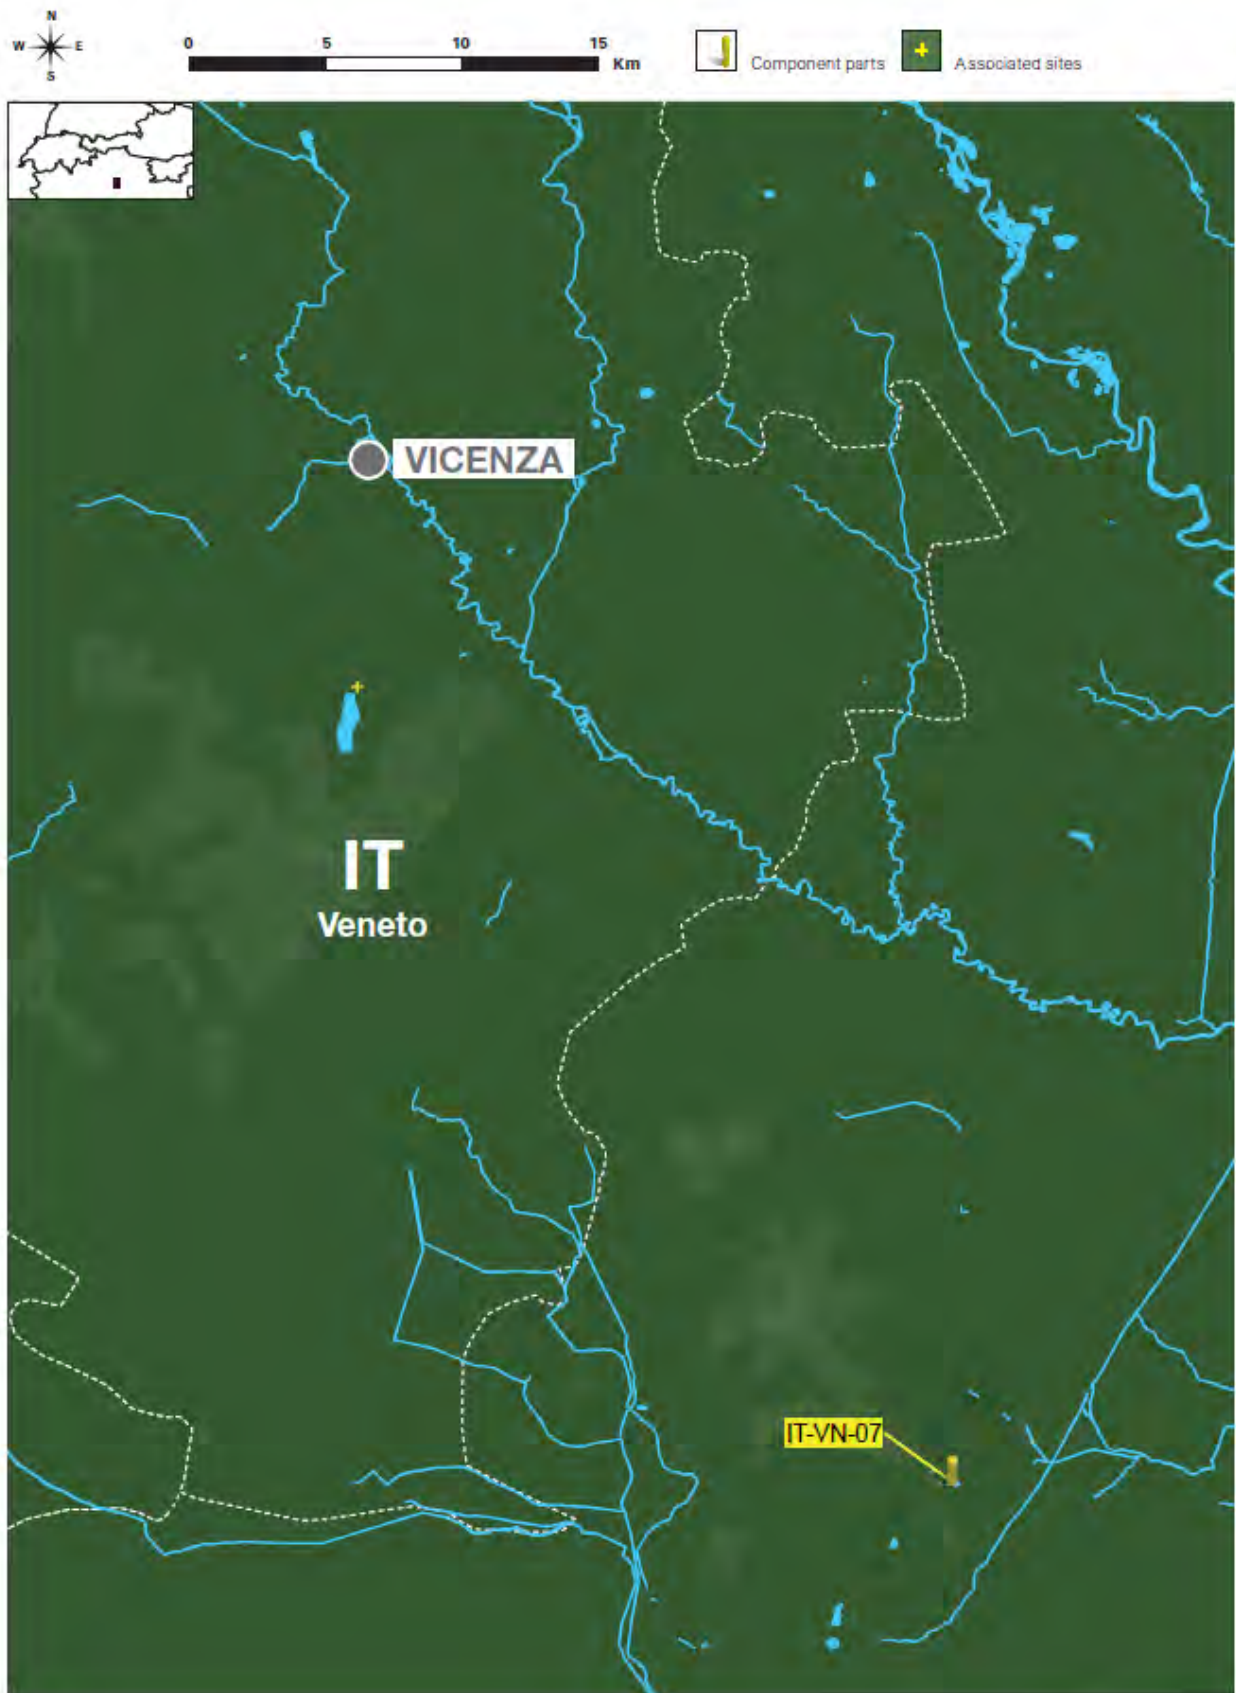 N
W E
S
0 5 10 15
Km
Component parts
Associated sites
VICENZA
IT
Veneto
IT-VN-07